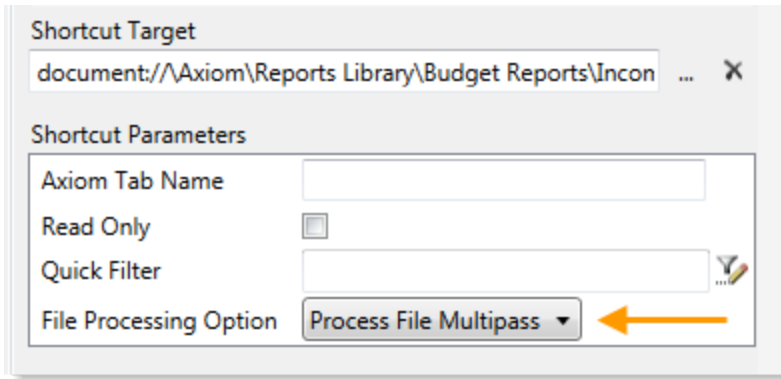 Shortcut Target
document://\Axiom\Reports Library\Budget Reports\Incon ...
Shortcut Parameters
Axiom Tab Name
Read Only
Quick Filter
File Processing Option Process File Multipass